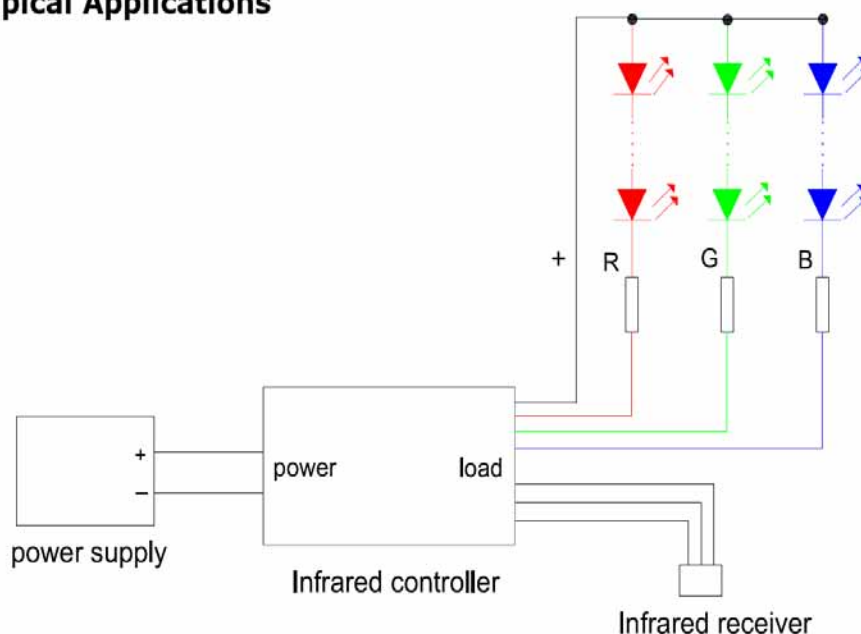 pical Applications
+
R
G
B
+
−
power
load
power supply
Infrared controller
Infrared receiver